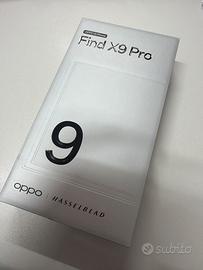 Find X9 Pro
9
oppo HASSELBLAD
subito